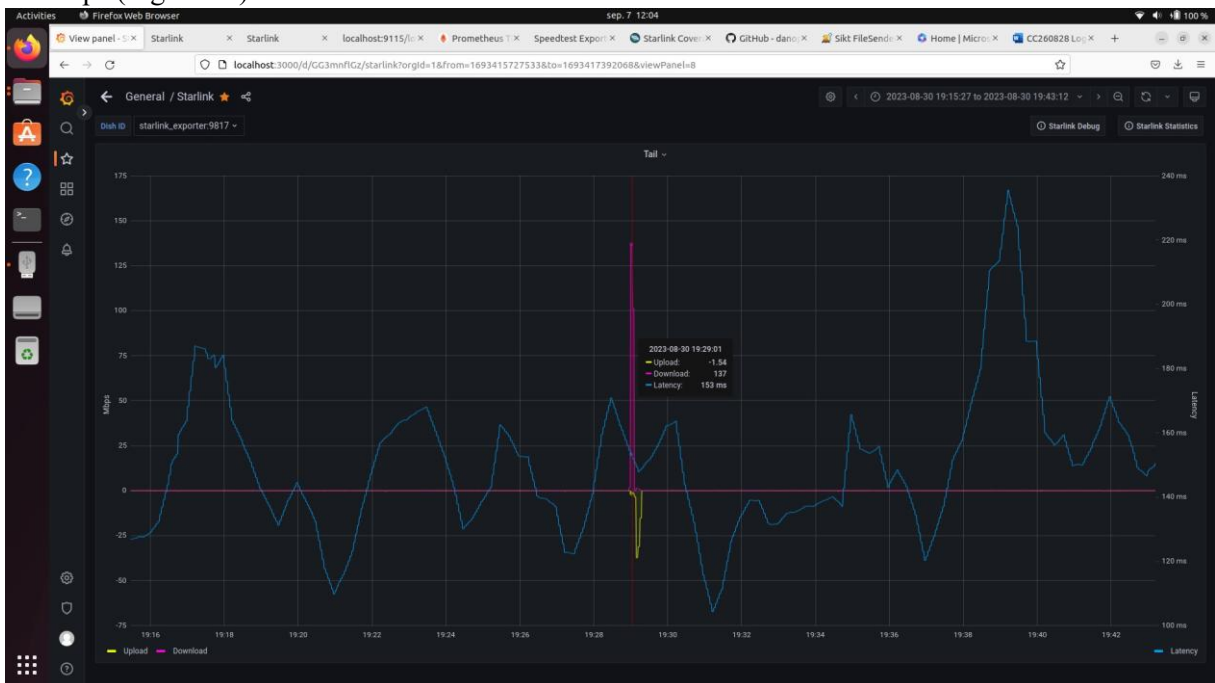 Activities Firefox Web Browser sep. 7 12:04 100 %
View panel - S Starlink Starlink localhost:9115/lo Prometheus T Speedtest Export Starlink Cover GitHub - dano Sikt FileSende Home | Micros CC260828 Log
localhost:3000/d/GG3mnflGz/starlink?orgId=1&from=1693415727533&to=1693417392068&viewPanel=8
General / Starlink 2023-08-30 19:15:27 to 2023-08-30 19:43:12
Dish ID starlink_exporter:9817 Starlink Debug Starlink Statistics
Tail
175 240 ms
150
220 ms
125
100 200 ms
75 180 ms
2023-08-30 19:29:01
Upload: -1.54
Download: 137
Latency: 153 ms
Mbps 50 Latency
25 160 ms
0 140 ms
-25
120 ms
-50
-75 100 ms
19:16 19:18 19:20 19:22 19:24 19:26 19:28 19:30 19:32 19:34 19:36 19:38 19:40 19:42
Upload Download Latency